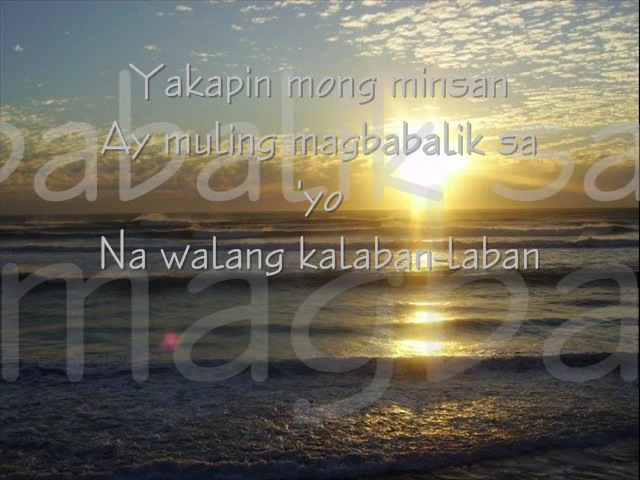 Yakapin mong minsan
Ay muling magbabalik sa
'yo
Na walang kalaban-laban